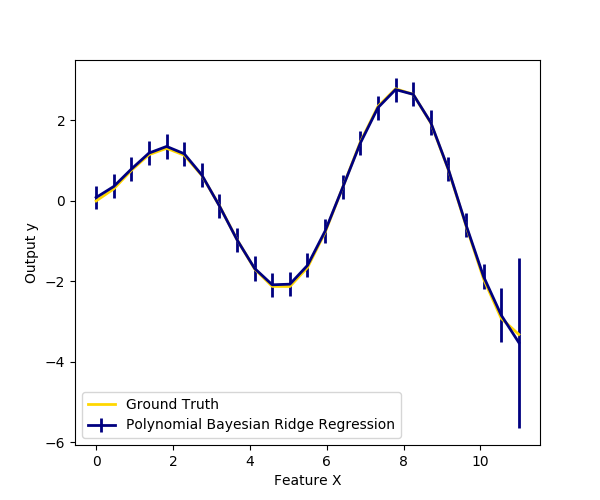 2
0
−2
−4
−6
Output y
Ground Truth
Polynomial Bayesian Ridge Regression
0 2 4 6 8 10
Feature X